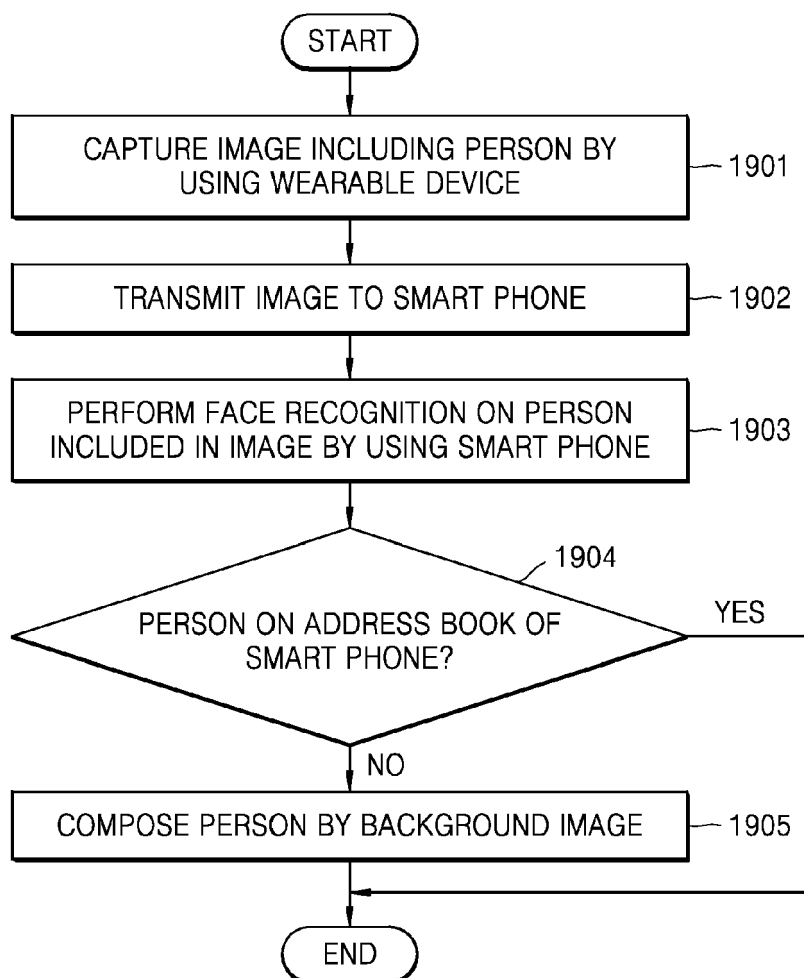 START
CAPTURE IMAGE INCLUDING PERSON BY
USING WEARABLE DEVICE
1901
TRANSMIT IMAGE TO SMART PHONE
1902
PERFORM FACE RECOGNITION ON PERSON
INCLUDED IN IMAGE BY USING SMART PHONE
1903
1904
PERSON ON ADDRESS BOOK OF
SMART PHONE?
YES
NO
COMPOSE PERSON BY BACKGROUND IMAGE
1905
END